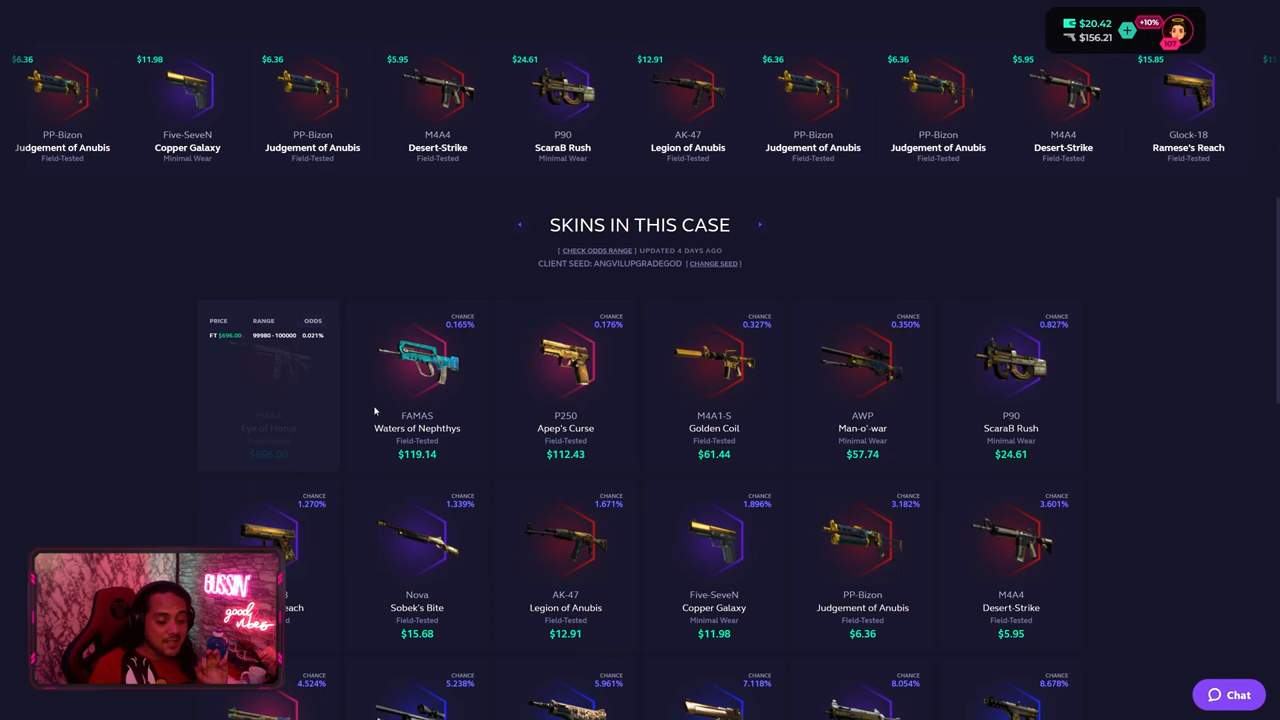 $20.42
+10%
$156.21
107
$6.36
$11.98
$6.36
$5.95
$24.61
$12.91
$6.36
$6.36
$5.95
$15.85
PP-Bizon
Five-SeveN
PP-Bizon
M4A4
P90
AK-47
PP-Bizon
PP-Bizon
M4A4
Glock-18
Judgement of Anubis
Copper Galaxy
Judgement of Anubis
Desert-Strike
ScaraB Rush
Legion of Anubis
Judgement of Anubis
Judgement of Anubis
Desert-Strike
Ramese's Reach
Field-Tested
Minimal Wear
Field-Tested
Field-Tested
Minimal Wear
Field-Tested
Field-Tested
Field-Tested
Field-Tested
Field-Tested
SKINS IN THIS CASE
[ CHECK ODDS RANGE ] UPDATED 4 DAYS AGO
CLIENT SEED: ANGVILUPGRADEGOD [ CHANGE SEED ]
PRICE RANGE ODDS
FT $696.00 99980 - 100000 0.021%
M4A4
Eye of Horus
Field-Tested
$696.00
CHANCE
0.165%
FAMAS
Waters of Nephthys
Field-Tested
$119.14
CHANCE
0.176%
P250
Apep's Curse
Field-Tested
$112.43
CHANCE
0.327%
M4A1-S
Golden Coil
Field-Tested
$61.44
CHANCE
0.350%
AWP
Man-o'-war
Minimal Wear
$57.74
CHANCE
0.827%
P90
ScaraB Rush
Minimal Wear
$24.61
CHANCE
1.270%
CHANCE
1.339%
Nova
Sobek's Bite
Field-Tested
$15.68
CHANCE
1.671%
AK-47
Legion of Anubis
Field-Tested
$12.91
CHANCE
1.896%
Five-SeveN
Copper Galaxy
Minimal Wear
$11.98
CHANCE
3.182%
PP-Bizon
Judgement of Anubis
Field-Tested
$6.36
CHANCE
3.601%
M4A4
Desert-Strike
Field-Tested
$5.95
BUSSIN'
good
vibes
CHANCE
4.524%
CHANCE
5.238%
CHANCE
5.961%
CHANCE
7.118%
CHANCE
8.054%
CHANCE
8.678%
Chat